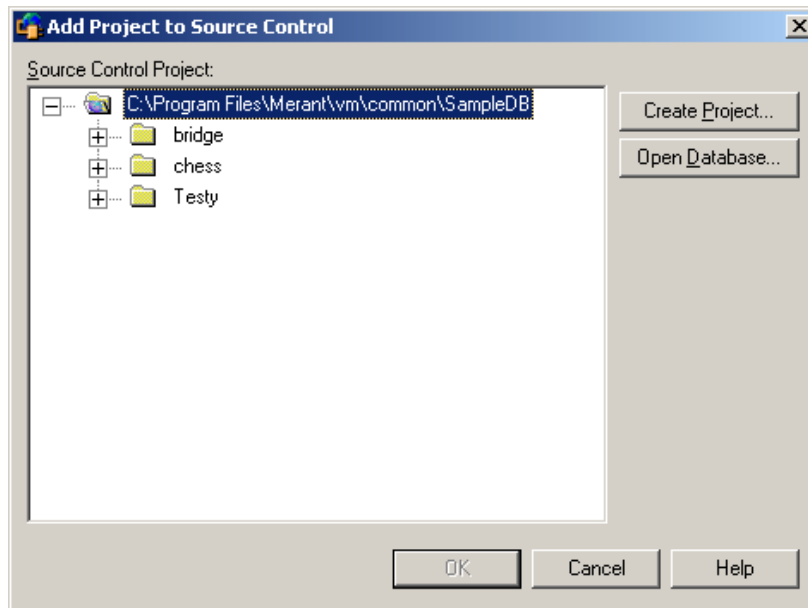 Add Project to Source Control
Source Control Project:
C:\Program Files\Merant\vm\common\SampleDB
bridge
chess
Testy
Create Project...
Open Database...
OK
Cancel
Help